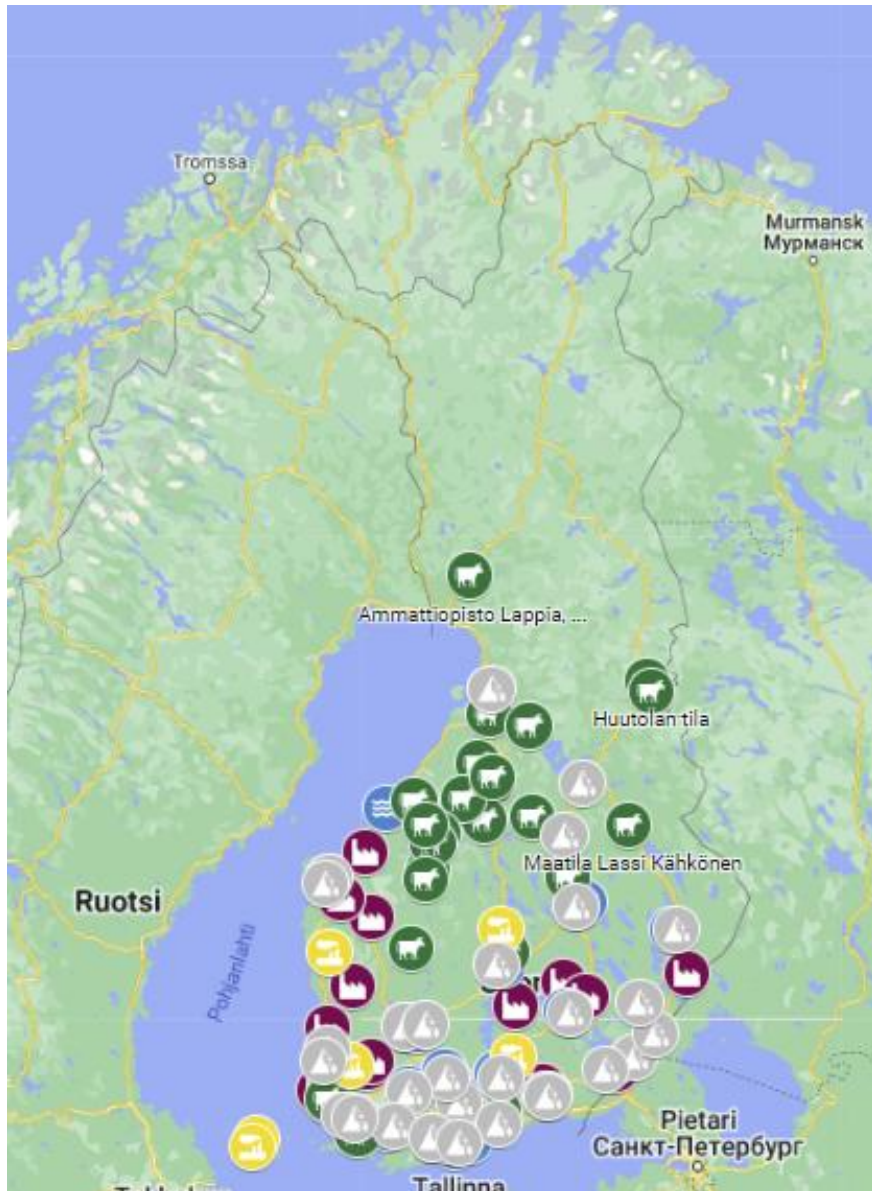 Tromssa
Murmansk
Мурманск
Ammattiopisto Lappia, ...
Huutolan tila
Maatila Lassi Kähkönen
Ruotsi
Pohjanlahti
Pietari
Санкт-Петербург
Tallinna